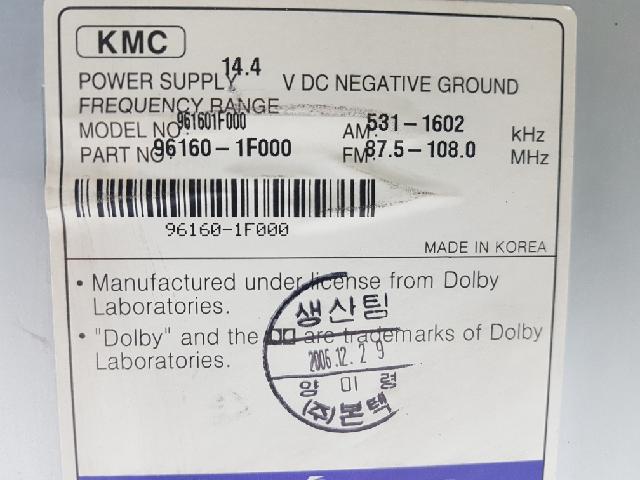 KMC
POWER SUPPLY 14.4 V DC NEGATIVE GROUND
FREQUENCY RANGE
MODEL NO: 961601F000 AM: 531-1602 kHz
PART NO: 96160-1F000 FM: 87.5-108.0 MHz
96160-1F000
MADE IN KOREA
• Manufactured under license from Dolby
Laboratories.
• "Dolby" and the are trademarks of Dolby
Laboratories.
생산팀
2006.12.29
양미령
(주)본텍